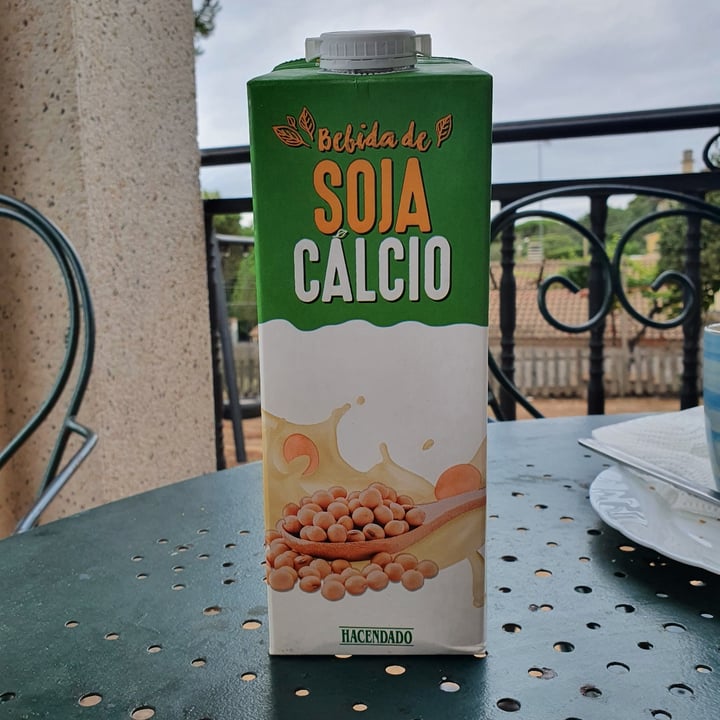 Bebida de
SOJA
CÁLCIO
HACENDADO